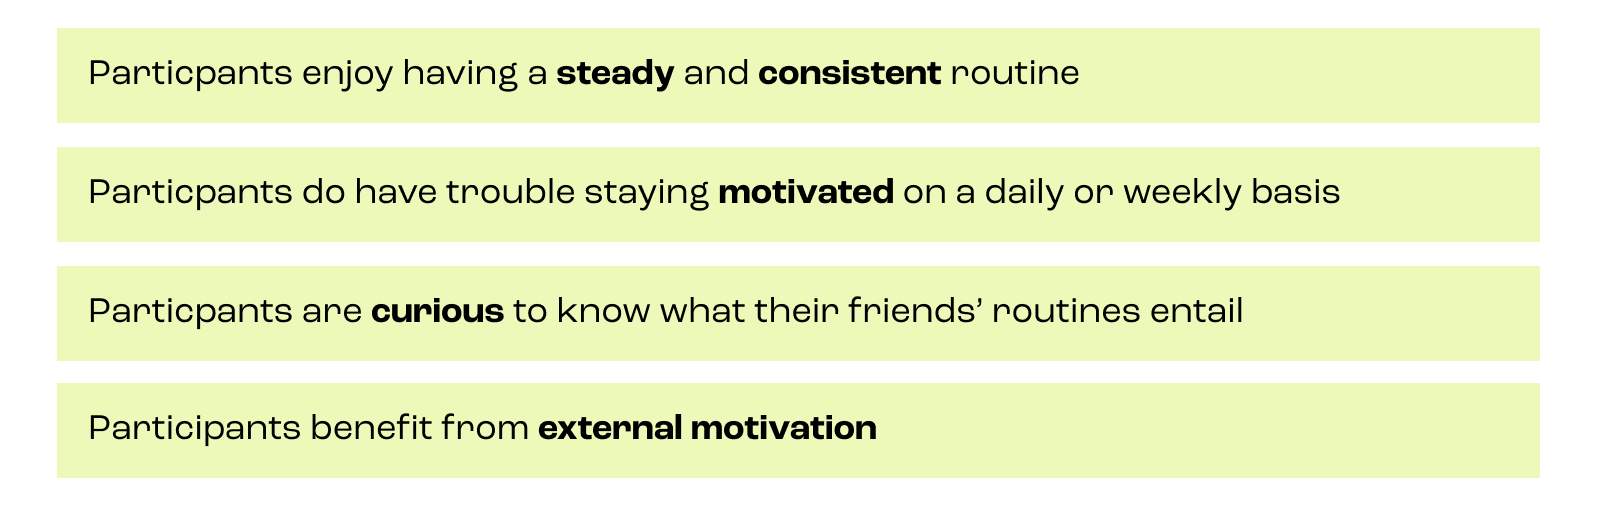 Particpants enjoy having a steady and consistent routine
Particpants do have trouble staying motivated on a daily or weekly basis
Particpants are curious to know what their friends’ routines entail
Participants benefit from external motivation